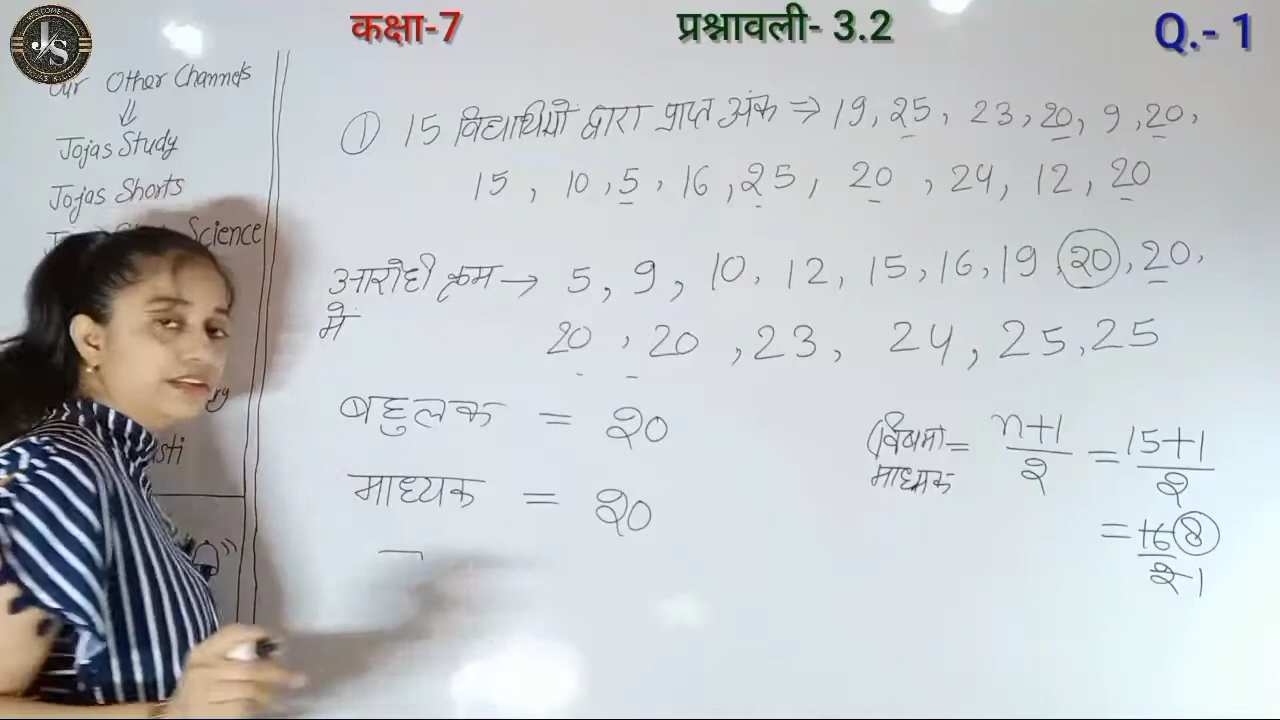 WELCOME
J/S
कक्षा-7
प्रश्नावली- 3.2
Q.- 1
Our Other Channels
⇓
Jojas Study
Jojas Shorts
Science
① 15 विद्यार्थियों द्वारा प्राप्त अंक ⇒ 19, 25, 23, 20, 9, 20,
15, 10, 5, 16, 25, 20, 24, 12, 20
आरोही क्रम → 5, 9, 10, 12, 15, 16, 19, 20, 20,
में
20, 20, 23, 24, 25, 25
बहुलक = 20
माध्यक = 20
(विषम) माध्यक = n+1/2 = 15+1/2
= 16/2 8
1